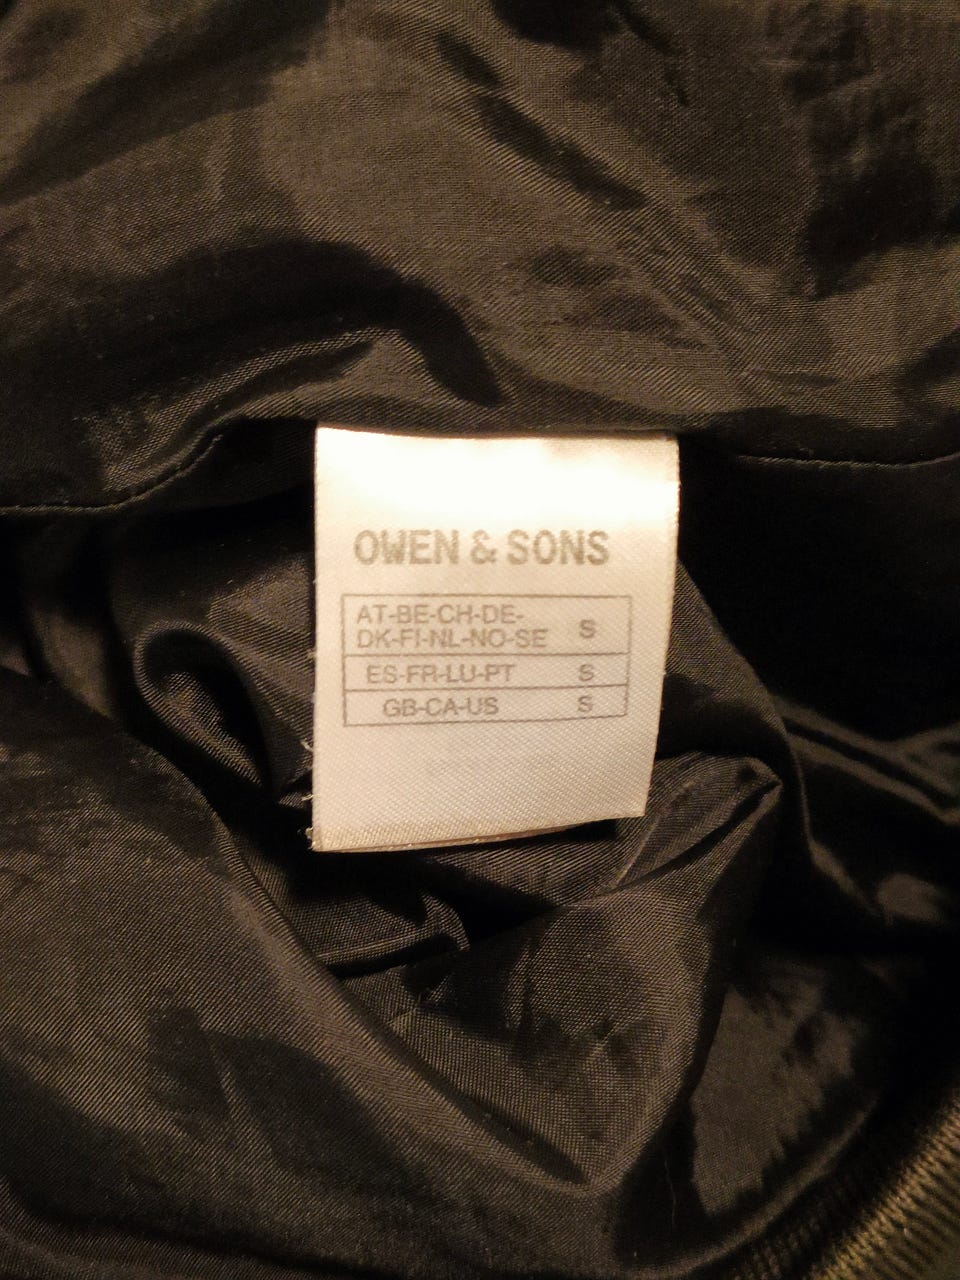 OWEN & SONS
AT-BE-CH-DE-
DK-FI-NL-NO-SE S
ES-FR-LU-PT S
GB-CA-US S